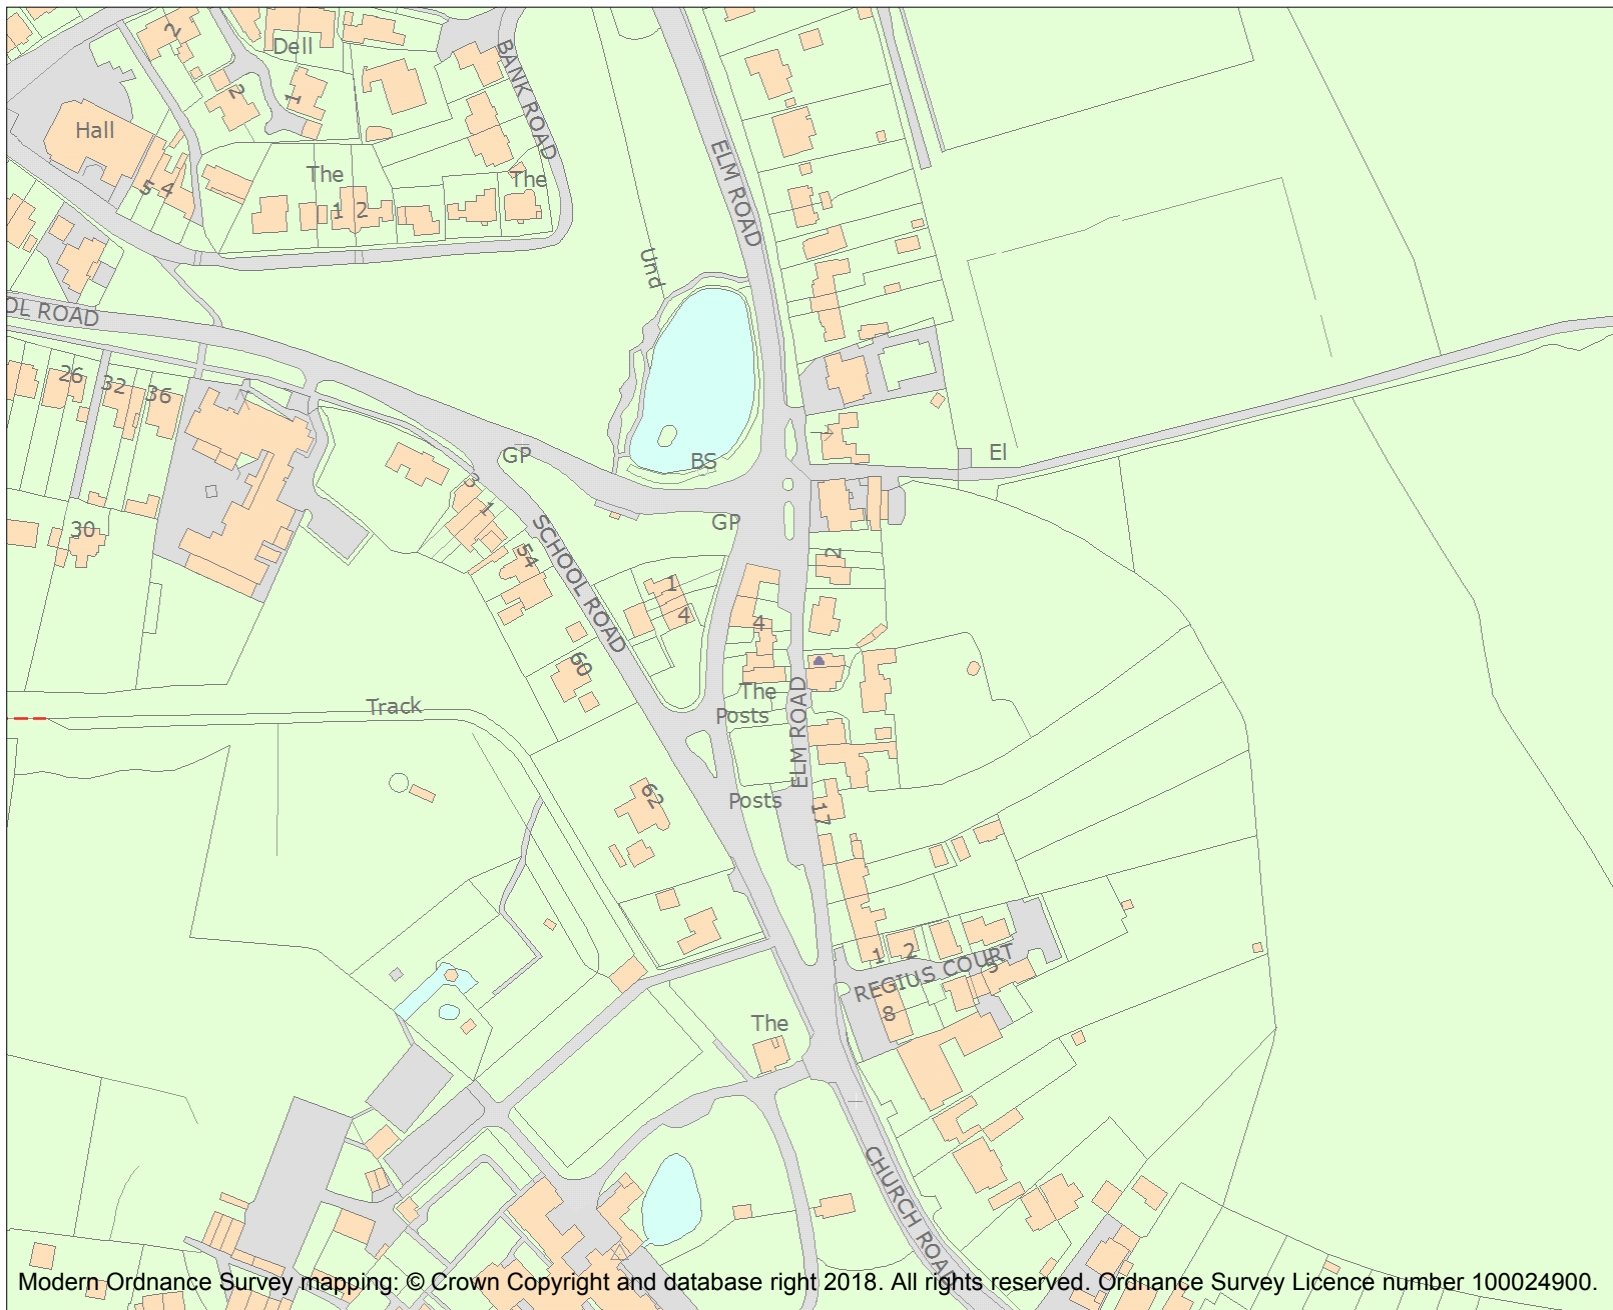 2
Dell
BANK ROAD
2
1
Hall
ELM ROAD
The
The
5 4
1 2
Und
OL ROAD
26
32
36
1
El
GP
BS
3
1
GP
30
SCHOOL ROAD
54
2
1
4
4
60
The
Posts
ELM ROAD
Track
62
Posts
17
1
2
REGIUS COURT
5
8
The
CHURCH ROAD
Modern Ordnance Survey mapping: © Crown Copyright and database right 2018. All rights reserved. Ordnance Survey Licence number 100024900.